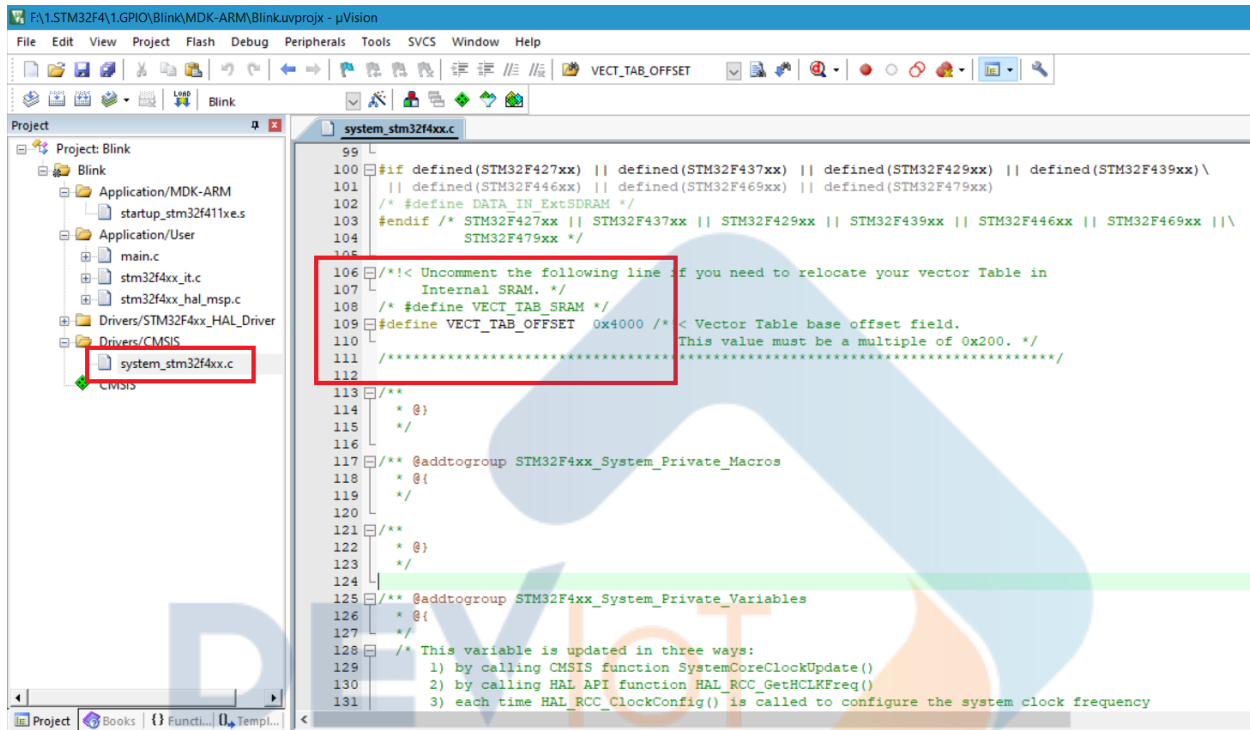 F:\1.STM32F4\1.GPIO\Blink\MDK-ARM\Blink.uvprojx - µVision
File Edit View Project Flash Debug Peripherals Tools SVCS Window Help
VECT_TAB_OFFSET
LOAD Blink
Project
Project: Blink
Blink
Application/MDK-ARM
startup_stm32f411xe.s
Application/User
main.c
stm32f4xx_it.c
stm32f4xx_hal_msp.c
Drivers/STM32F4xx_HAL_Driver
Drivers/CMSIS
system_stm32f4xx.c
CMSIS
Project Books {} Functi... Templ...
system_stm32f4xx.c
99
100 #if defined(STM32F427xx) || defined(STM32F437xx) || defined(STM32F429xx) || defined(STM32F439xx)\
101 || defined(STM32F446xx) || defined(STM32F469xx) || defined(STM32F479xx)
102 /* #define DATA_IN_ExtSDRAM */
103 #endif /* STM32F427xx || STM32F437xx || STM32F429xx || STM32F439xx || STM32F446xx || STM32F469xx ||\
104 STM32F479xx */
105
106 /*!< Uncomment the following line if you need to relocate your vector Table in
107 Internal SRAM. */
108 /* #define VECT_TAB_SRAM */
109 #define VECT_TAB_OFFSET 0x4000 /*!< Vector Table base offset field.
110 This value must be a multiple of 0x200. */
111 /******************************************************************************/
112
113 /**
114 * @}
115 */
116
117 /** @addtogroup STM32F4xx_System_Private_Macros
118 * @{
119 */
120
121 /**
122 * @}
123 */
124
125 /** @addtogroup STM32F4xx_System_Private_Variables
126 * @{
127 */
128 /* This variable is updated in three ways:
129 1) by calling CMSIS function SystemCoreClockUpdate()
130 2) by calling HAL API function HAL_RCC_GetHCLKFreq()
131 3) each time HAL_RCC_ClockConfig() is called to configure the system clock frequency
DEVIoT